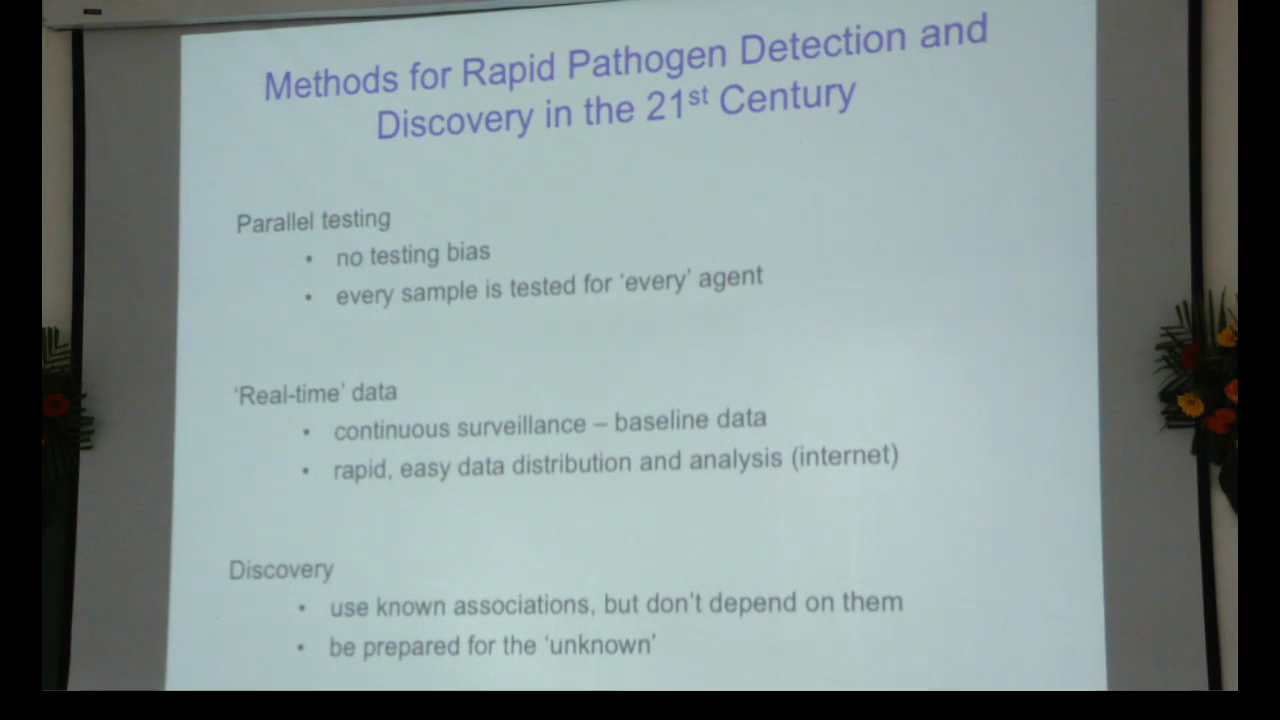 Methods for Rapid Pathogen Detection and
Discovery in the 21st Century
Parallel testing
• no testing bias
• every sample is tested for ‘every’ agent
‘Real-time’ data
• continuous surveillance – baseline data
• rapid, easy data distribution and analysis (internet)
Discovery
• use known associations, but don’t depend on them
• be prepared for the ‘unknown’